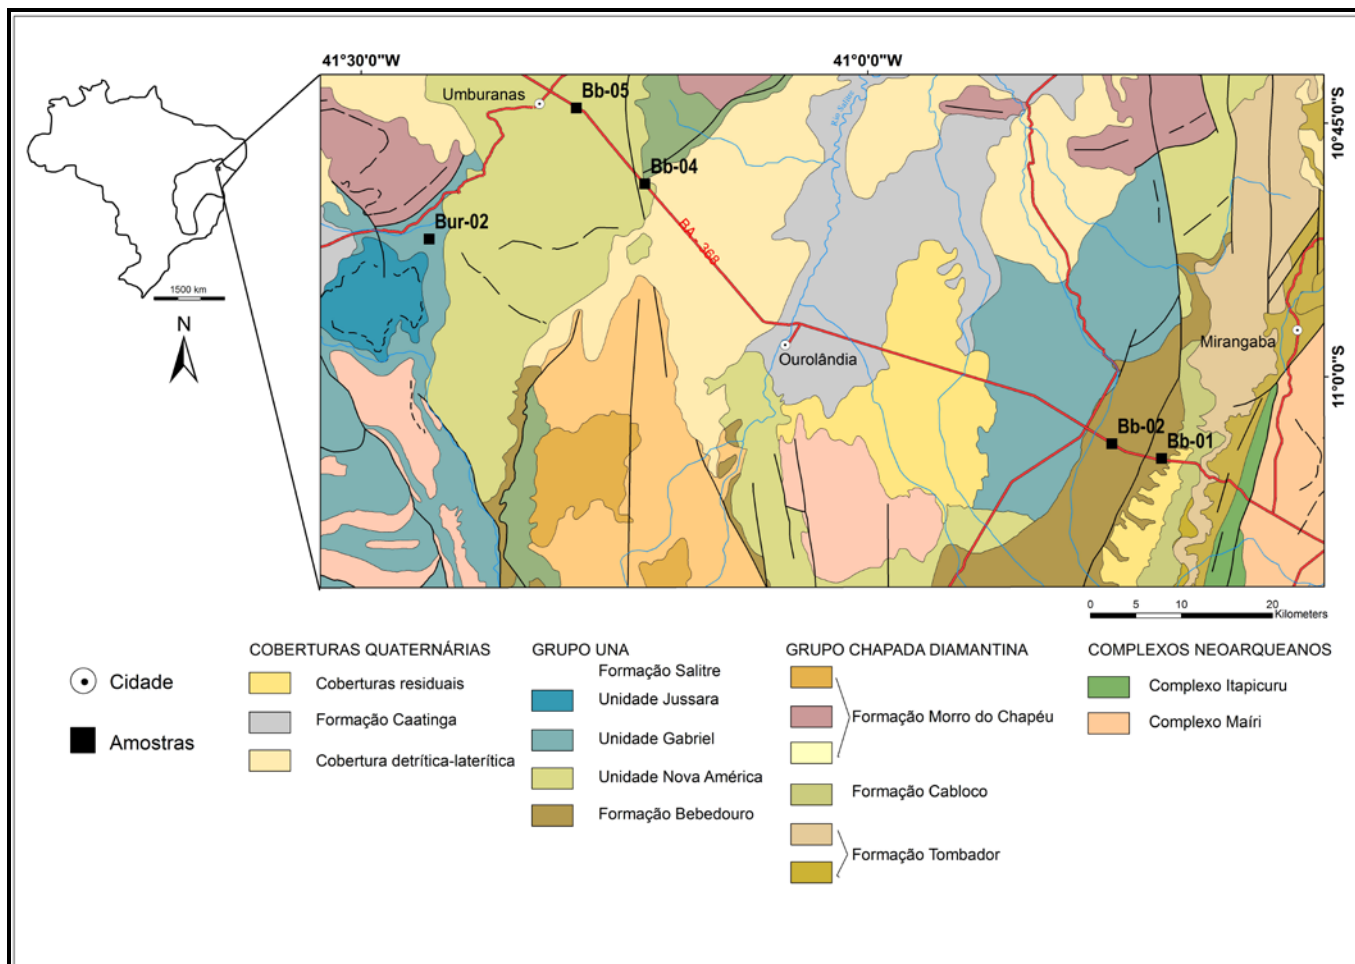 41°30'0"W
41°0'0"W
10°45'0"S
11°0'0"S
Umburanas
Bb-05
Bb-04
Bur-02
BA - 368
Rio Salitre
Ourolândia
Mirangaba
Bb-02
Bb-01
1500 km
N
0 5 10 20
Kilometers
Cidade
Amostras
COBERTURAS QUATERNÁRIAS
Coberturas residuais
Formação Caatinga
Cobertura detrítica-laterítica
GRUPO UNA
Formação Salitre
Unidade Jussara
Unidade Gabriel
Unidade Nova América
Formação Bebedouro
GRUPO CHAPADA DIAMANTINA
Formação Morro do Chapéu
Formação Cabloco
Formação Tombador
COMPLEXOS NEOARQUEANOS
Complexo Itapicuru
Complexo Maíri